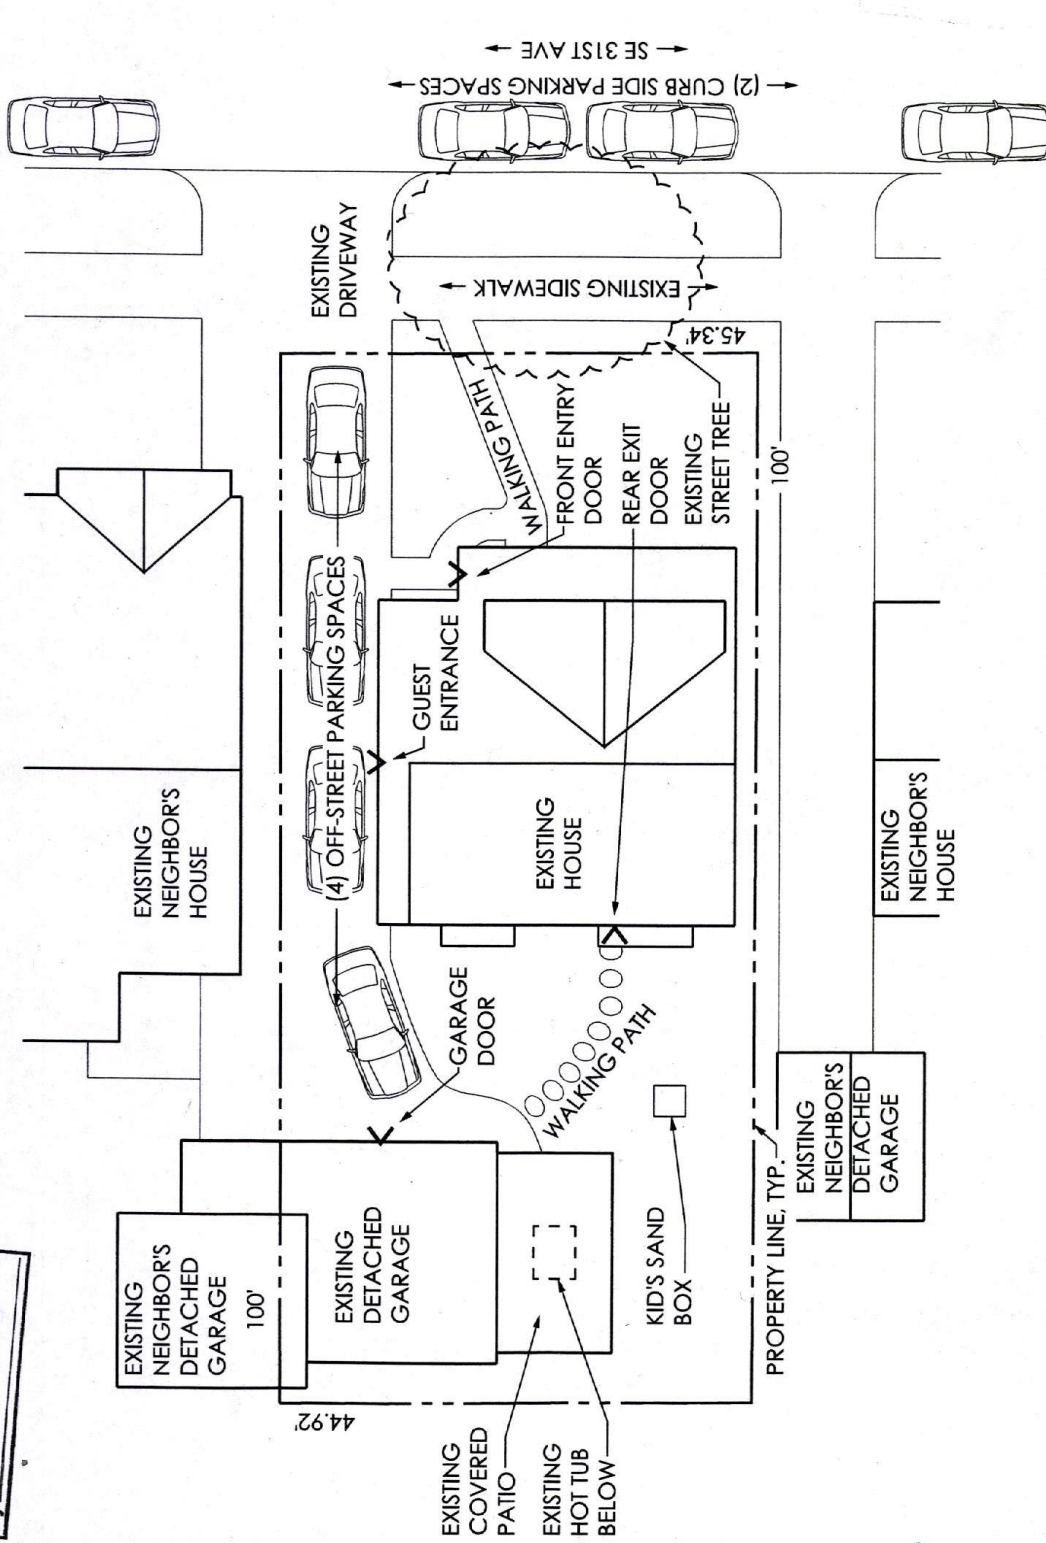 SE 31ST AVE
(2) CURB SIDE PARKING SPACES
EXISTING
DRIVEWAY
EXISTING SIDEWALK
45.34'
WALKING PATH
FRONT ENTRY
DOOR
REAR EXIT
DOOR
EXISTING
STREET TREE
100'
(4) OFF-STREET PARKING SPACES
GUEST
ENTRANCE
EXISTING
NEIGHBOR'S
HOUSE
EXISTING
HOUSE
EXISTING
NEIGHBOR'S
HOUSE
GARAGE
DOOR
WALKING PATH
EXISTING
NEIGHBOR'S
DETACHED
GARAGE
100'
EXISTING
DETACHED
GARAGE
KID'S SAND
BOX
PROPERTY LINE, TYP.
EXISTING
NEIGHBOR'S
DETACHED
GARAGE
44.92'
EXISTING
COVERED
PATIO
EXISTING
HOT TUB
BELOW